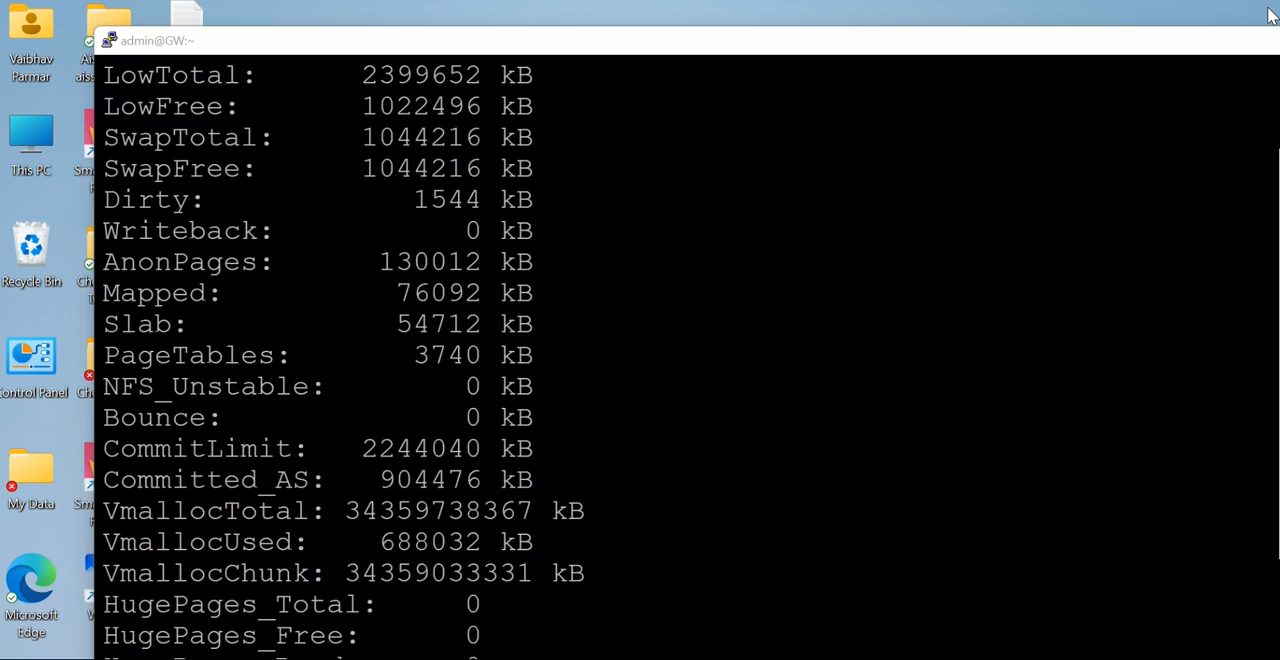 Vaibhav
Parmar
This PC
Recycle Bin
Control Panel
My Data
Microsoft
Edge
admin@GW:~
LowTotal: 2399652 kB
LowFree: 1022496 kB
SwapTotal: 1044216 kB
SwapFree: 1044216 kB
Dirty: 1544 kB
Writeback: 0 kB
AnonPages: 130012 kB
Mapped: 76092 kB
Slab: 54712 kB
PageTables: 3740 kB
NFS_Unstable: 0 kB
Bounce: 0 kB
CommitLimit: 2244040 kB
Committed_AS: 904476 kB
VmallocTotal: 34359738367 kB
VmallocUsed: 688032 kB
VmallocChunk: 34359033331 kB
HugePages_Total: 0
HugePages_Free: 0